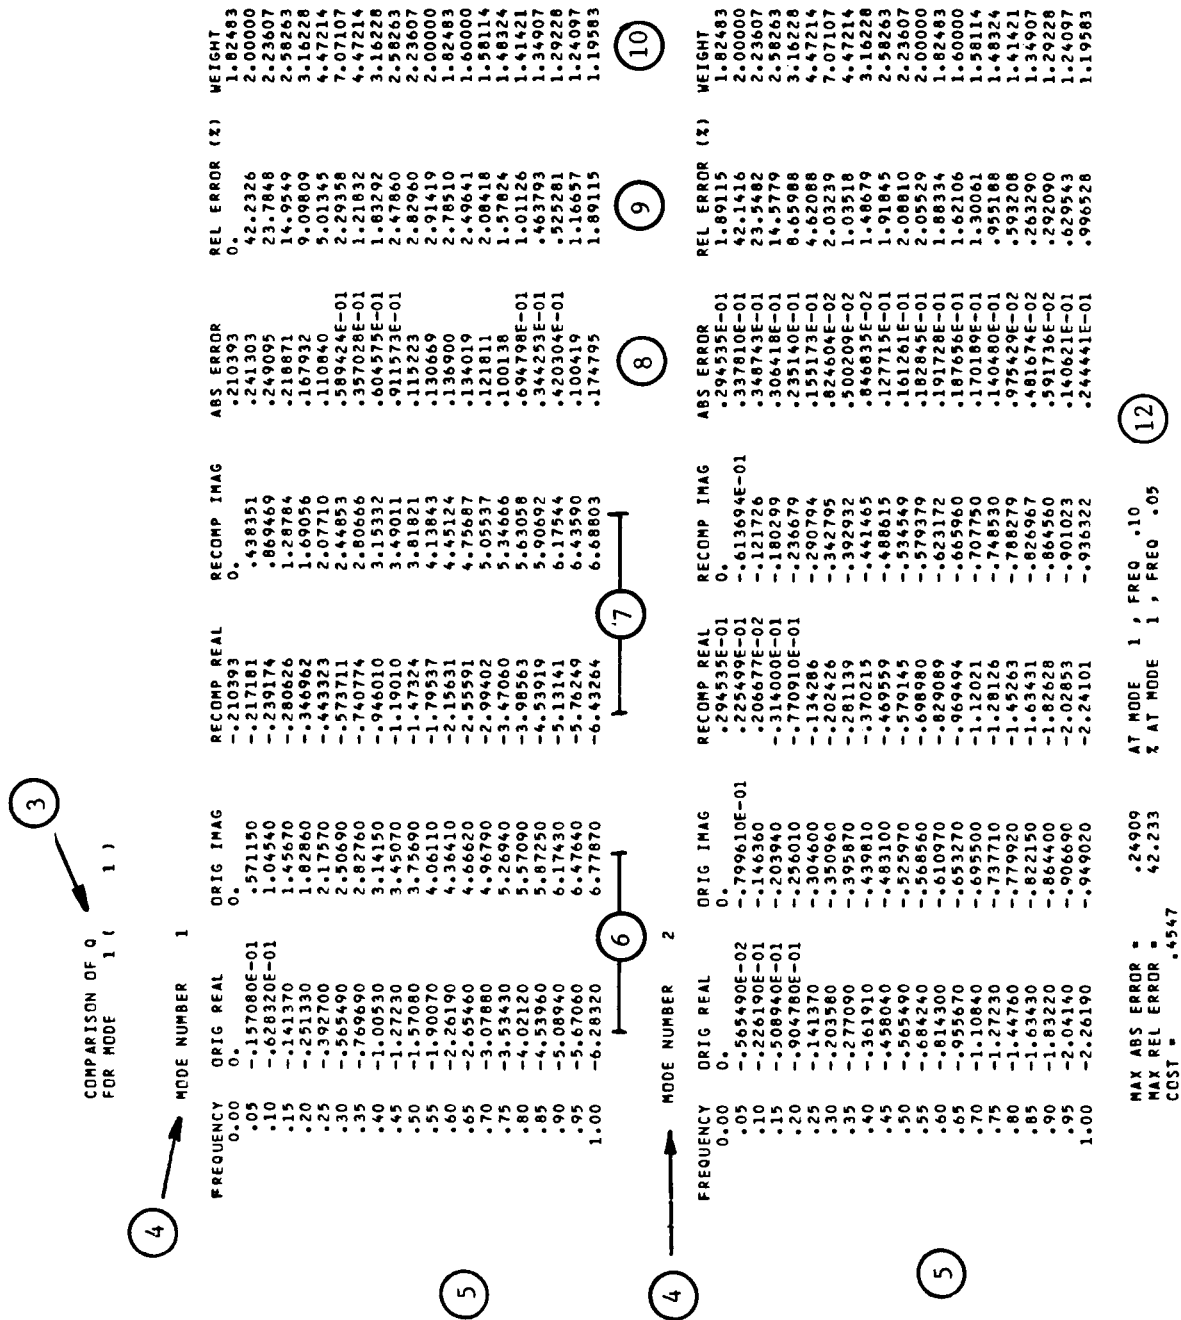 COMPARISON OF Q 3
FOR MODE 1 ( 1 )
4 MODE NUMBER 1
FREQUENCY ORIG REAL ORIG IMAG RECOMP REAL RECOMP IMAG ABS ERROR REL ERROR (%) WEIGHT
0.00 0. 0. -.210393 0. .210393 0. 1.82483
.05 -.157080E-01 .571150 -.217181 .438351 .241303 42.2326 2.00000
.10 -.628320E-01 1.04540 -.239174 .869469 .249095 23.7848 2.23607
.15 -.141370 1.45670 -.280626 1.28784 .218871 14.9549 2.58263
.20 -.251330 1.82860 -.346962 1.69056 .167932 9.09809 3.16228
.25 -.392700 2.17570 -.443323 2.07710 .110840 5.01345 4.47214
.30 -.565490 2.50690 -.573711 2.44853 .589424E-01 2.29358 7.07107
.35 -.769690 2.82760 -.740774 2.80666 .357028E-01 1.21832 4.47214
.40 -1.00530 3.14150 -.946010 3.15332 .604575E-01 1.83292 3.16228
.45 -1.27230 3.45070 -1.19010 3.49011 .911573E-01 2.47860 2.58263
.50 -1.57080 3.75690 -1.47324 3.81821 .115223 2.82960 2.23607
.55 -1.90070 4.06110 -1.79537 4.13843 .130669 2.91419 2.00000
.60 -2.26190 4.36410 -2.15631 4.45124 .136900 2.78510 1.82483
.65 -2.65460 4.66620 -2.55591 4.75687 .134019 2.49641 1.60000
.70 -3.07880 4.96790 -2.99402 5.05537 .121811 2.08418 1.58114
.75 -3.53430 5.26940 -3.47060 5.34666 .100138 1.57824 1.48324
.80 -4.02120 5.57090 -3.98563 5.63058 .694798E-01 1.01126 1.41421
.85 -4.53960 5.87250 -4.53919 5.90692 .344253E-01 .463793 1.34907
.90 -5.08940 6.17430 -5.13141 6.17544 .420304E-01 .525281 1.29228
.95 -5.67060 6.47640 -5.76249 6.43590 .100419 1.16657 1.24097
1.00 -6.28320 6.77870 -6.43264 6.68803 .174795 1.89115 1.19583
5 6 7 8 9 10
4 MODE NUMBER 2
FREQUENCY ORIG REAL ORIG IMAG RECOMP REAL RECOMP IMAG ABS ERROR REL ERROR (%) WEIGHT
0.00 0. 0. .294535E-01 0. .294535E-01 1.89115 1.82483
.05 -.565490E-02 -.799610E-01 .225499E-01 -.613694E-01 .337810E-01 42.1416 2.00000
.10 -.226190E-01 -.146360 .206677E-02 -.121726 .348743E-01 23.5482 2.23607
.15 -.508940E-01 -.203940 -.314000E-01 -.180299 .306418E-01 14.5779 2.58263
.20 -.904780E-01 -.256010 -.770910E-01 -.236679 .235140E-01 8.65988 3.16228
.25 -.141370 -.304600 -.134286 -.290794 .155173E-01 4.62088 4.47214
.30 -.203580 -.350960 -.202426 -.342795 .824604E-02 2.03239 7.07107
.35 -.277090 -.395870 -.281139 -.392932 .500209E-02 1.03518 4.47214
.40 -.361910 -.439810 -.370215 -.441465 .846835E-02 1.48679 3.16228
.45 -.458040 -.483100 -.469559 -.488615 .127715E-01 1.91845 2.58263
.50 -.565490 -.525970 -.579145 -.534549 .161261E-01 2.08810 2.23607
.55 -.684240 -.568560 -.698980 -.579379 .182845E-01 2.05529 2.00000
.60 -.814300 -.610970 -.829089 -.623172 .191728E-01 1.88334 1.82483
.65 -.955670 -.653270 -.969494 -.665960 .187656E-01 1.62106 1.60000
.70 -1.10840 -.695500 -1.12021 -.707750 .170189E-01 1.30061 1.58114
.75 -1.27230 -.737710 -1.28126 -.748530 .140480E-01 .955188 1.48324
.80 -1.44760 -.779920 -1.45263 -.788279 .975429E-02 .593208 1.41421
.85 -1.63430 -.822150 -1.63431 -.826967 .481674E-02 .263290 1.34907
.90 -1.83220 -.864400 -1.82628 -.864560 .591736E-02 .292090 1.29228
.95 -2.04140 -.906690 -2.02853 -.901023 .140621E-01 .629543 1.24097
1.00 -2.26190 -.949020 -2.24101 -.936322 .244441E-01 .996528 1.19583
5
MAX ABS ERROR = .24909 AT MODE 1 , FREQ .10
MAX REL ERROR = 42.233 % AT MODE 1 , FREQ .05 12
COST = .4547